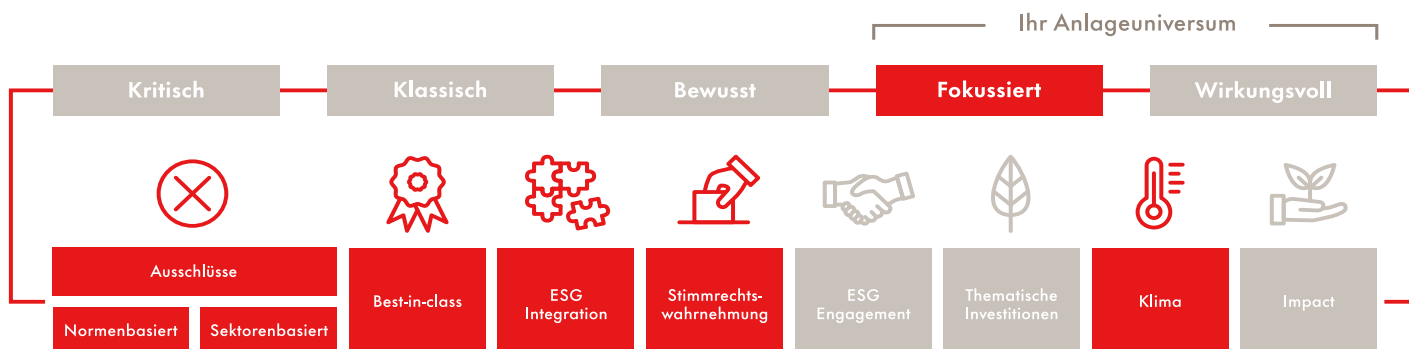 Ihr Anlageuniversum
Kritisch
Klassisch
Bewusst
Fokussiert
Wirkungsvoll
Ausschlüsse
Normenbasiert
Sektorenbasiert
Best-in-class
ESG
Integration
Stimmrechts-
wahrnehmung
ESG
Engagement
Thematische
Investitionen
Klima
Impact